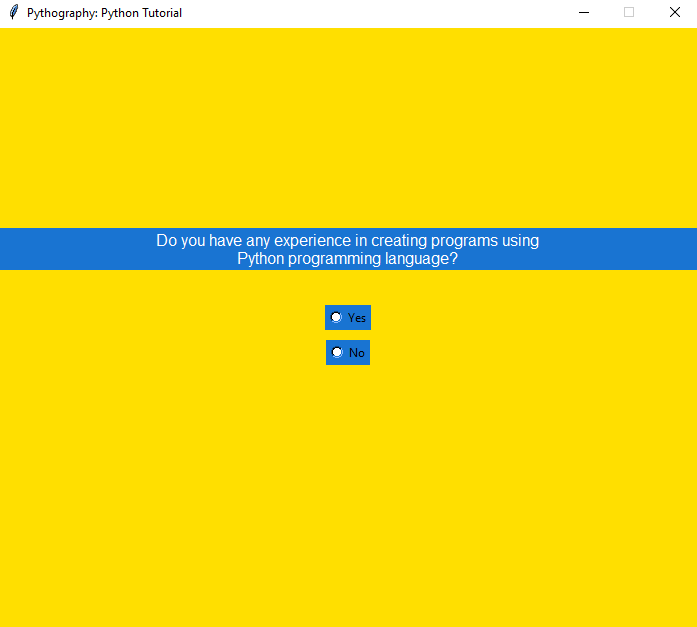 Pythography: Python Tutorial
Do you have any experience in creating programs using
Python programming language?
Yes
No